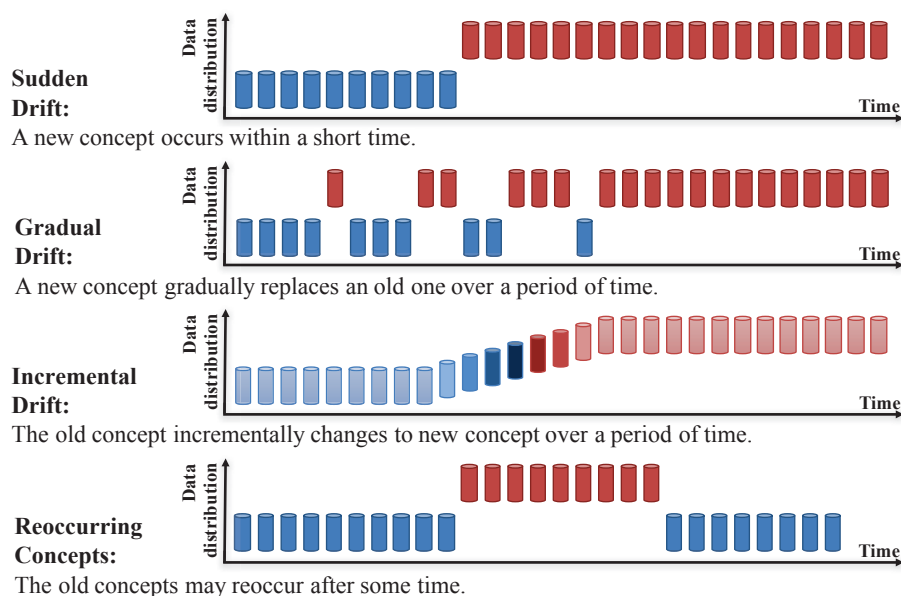 Data
distribution
Sudden
Drift:
Time
A new concept occurs within a short time.
Data
distribution
Gradual
Drift:
Time
A new concept gradually replaces an old one over a period of time.
Data
distribution
Incremental
Drift:
Time
The old concept incrementally changes to new concept over a period of time.
Data
distribution
Reoccurring
Concepts:
Time
The old concepts may reoccur after some time.